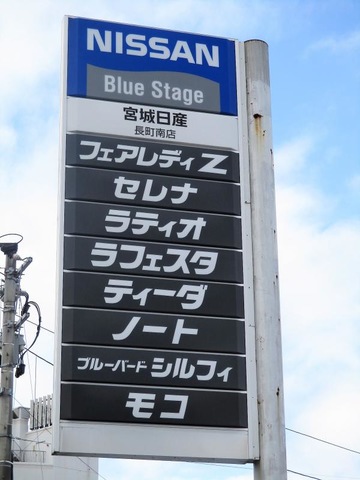 NISSAN
Blue Stage
宮城日産
長町南店
フェアレディZ
セレナ
ラティオ
ラフェスタ
ティーダ
ノート
ブルーバード シルフィ
モコ